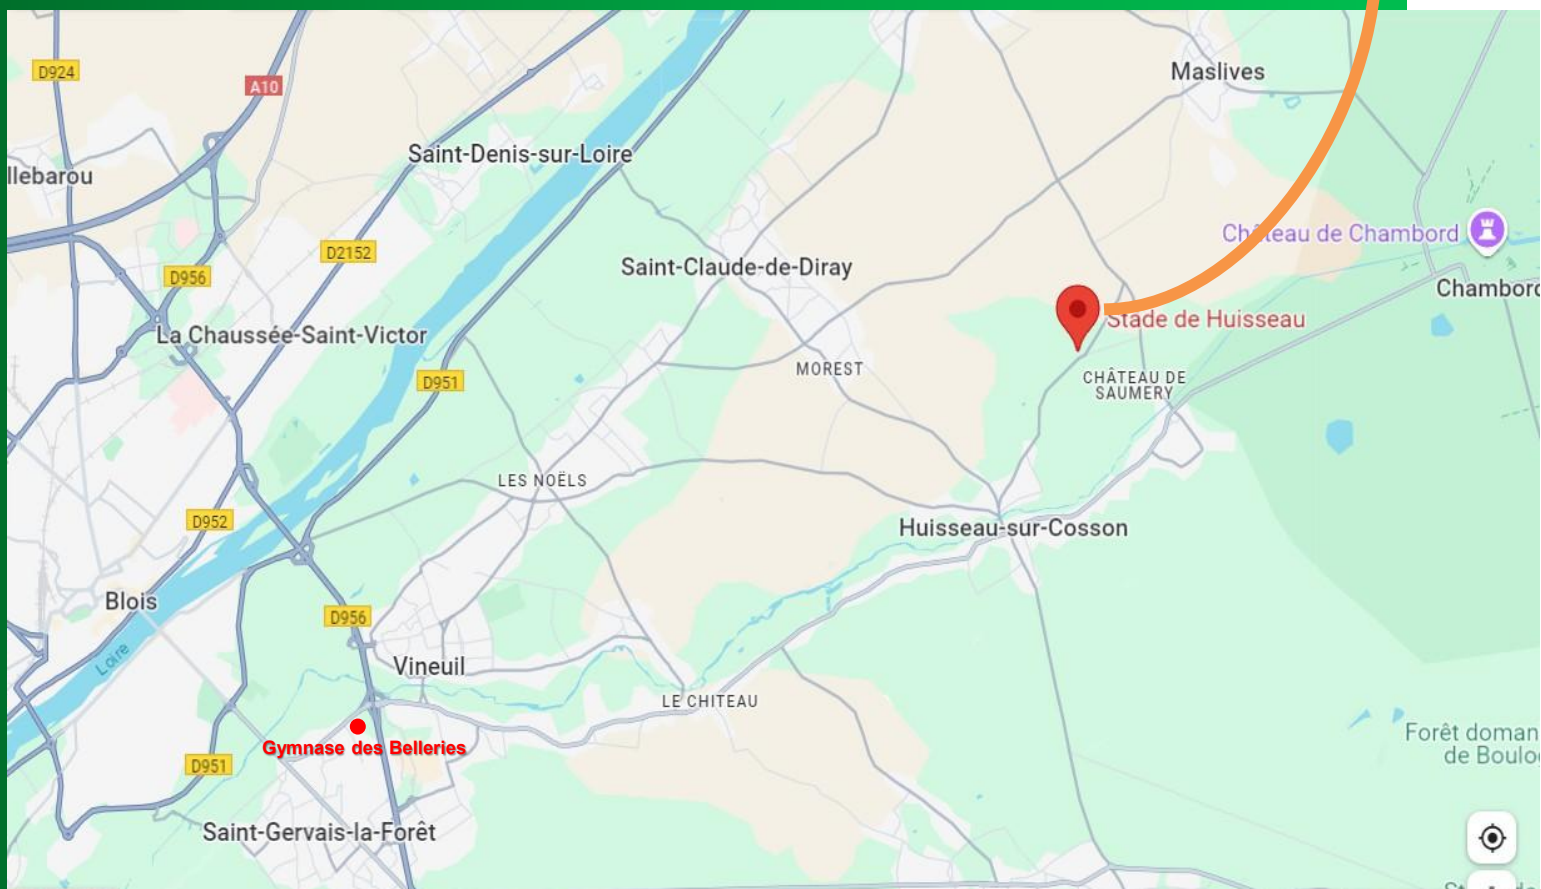 D924
A10
Maslives
Saint-Denis-sur-Loire
llebarou
D2152
Château de Chambord
D956
Saint-Claude-de-Diray
Chambord
La Chaussée-Saint-Victor
Stade de Huisseau
MOREST
D951
CHÂTEAU DE
SAUMERY
LES NOËLS
D952
Huisseau-sur-Cosson
Blois
D956
Loire
Vineuil
LE CHITEAU
Gymnase des Belleries
Forêt doman
de Boulo
D951
Saint-Gervais-la-Forêt